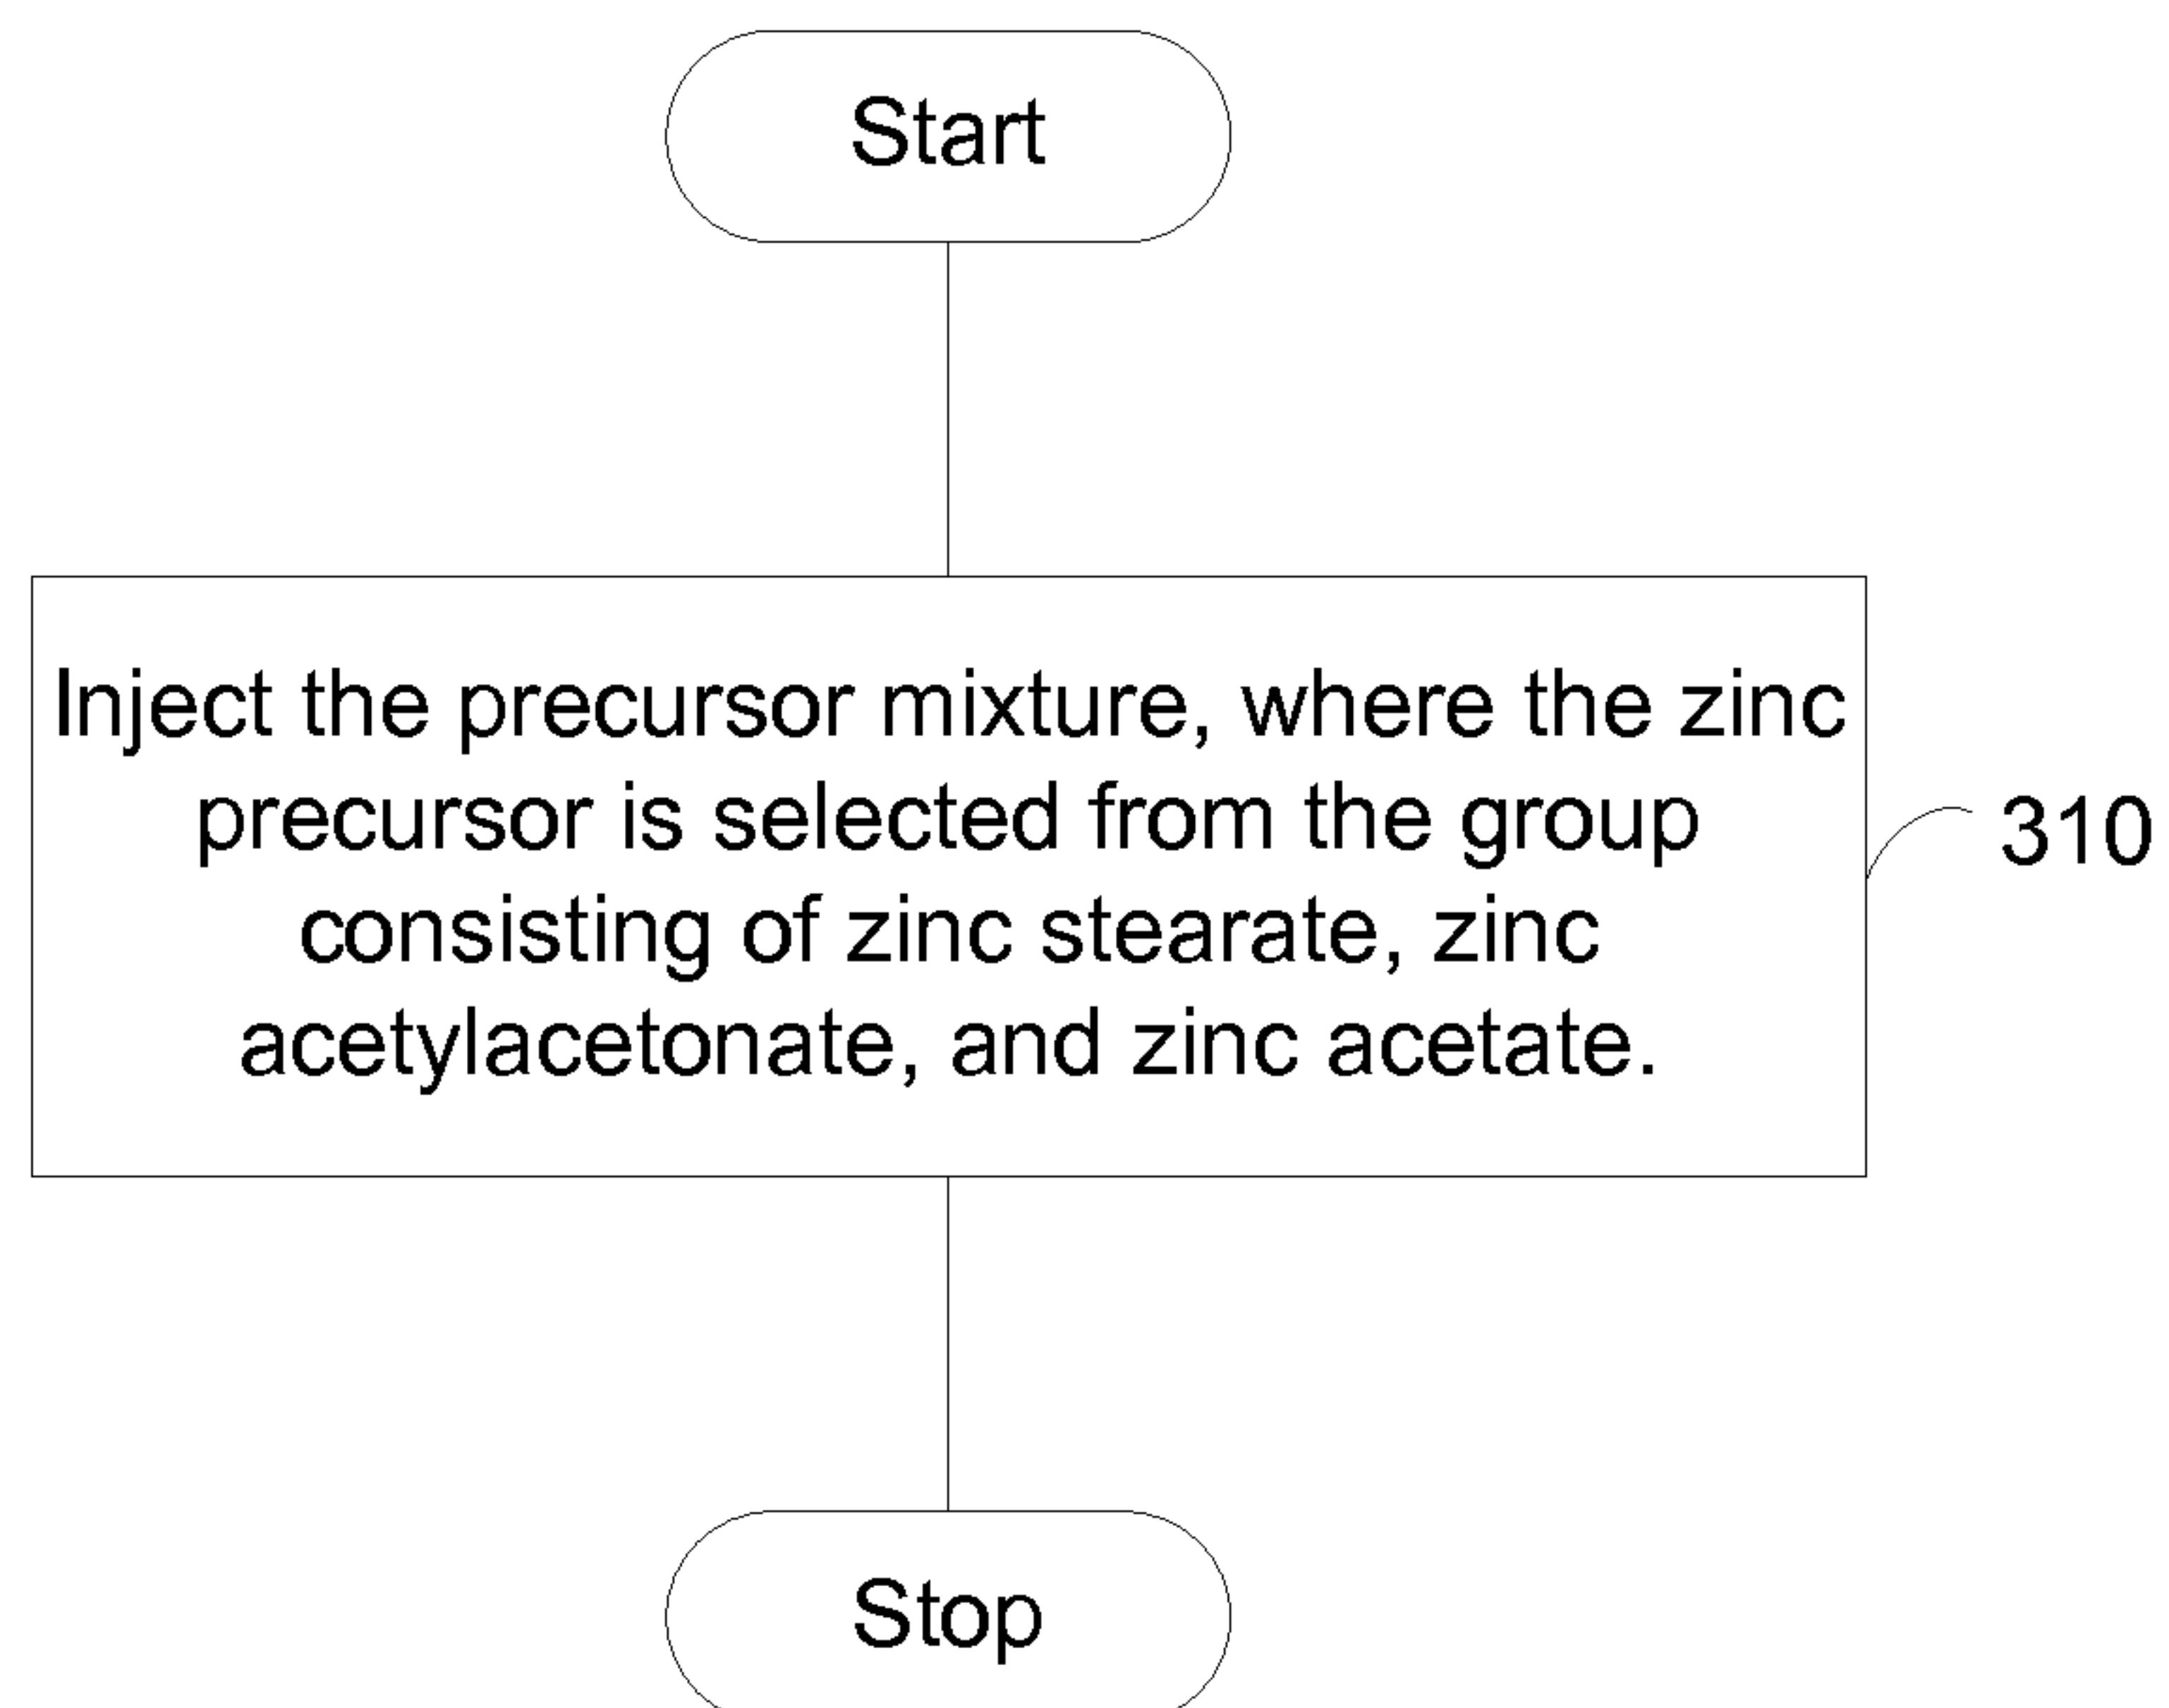 Start
Inject the precursor mixture, where the zinc
precursor is selected from the group
consisting of zinc stearate, zinc
acetylacetonate, and zinc acetate.
310
Stop